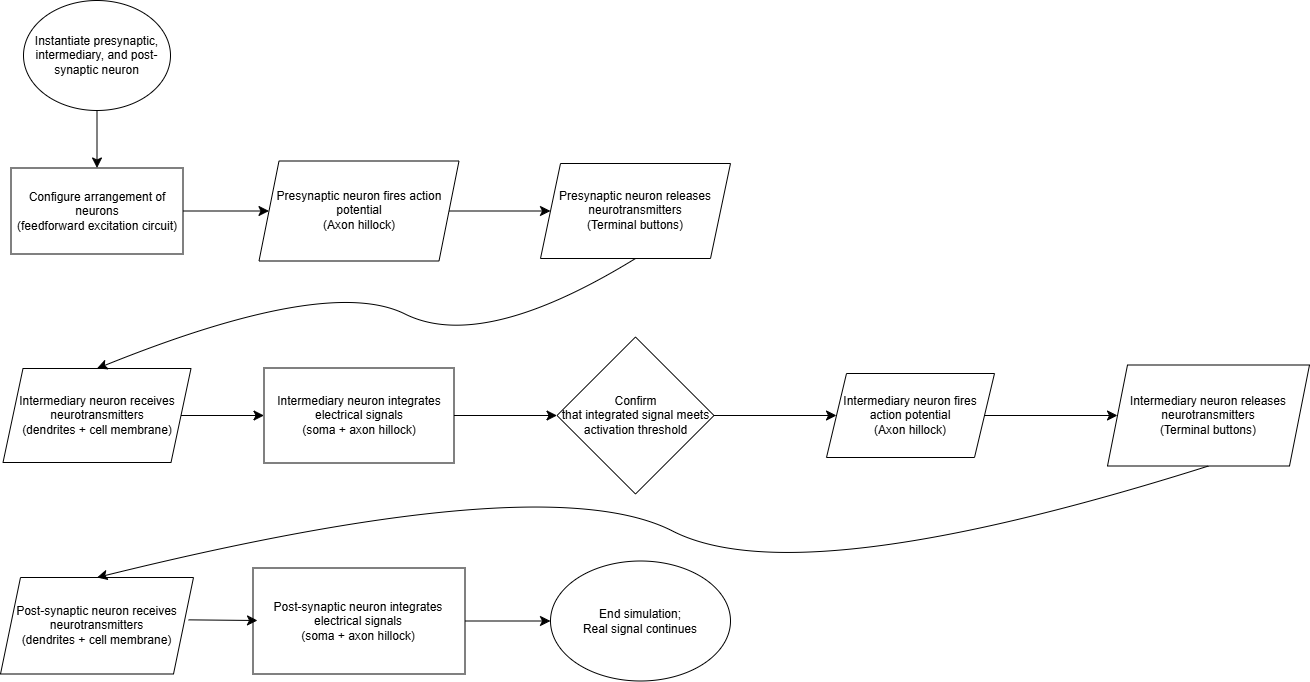 Instantiate presynaptic,
intermediary, and post-
synaptic neuron
Configure arrangement of
neurons
(feedforward excitation circuit)
Presynaptic neuron fires action
potential
(Axon hillock)
Presynaptic neuron releases
neurotransmitters
(Terminal buttons)
Intermediary neuron receives
neurotransmitters
(dendrites + cell membrane)
Intermediary neuron integrates
electrical signals
(soma + axon hillock)
Confirm
that integrated signal meets
activation threshold
Intermediary neuron fires
action potential
(Axon hillock)
Intermediary neuron releases
neurotransmitters
(Terminal buttons)
Post-synaptic neuron receives
neurotransmitters
(dendrites + cell membrane)
Post-synaptic neuron integrates
electrical signals
(soma + axon hillock)
End simulation;
Real signal continues